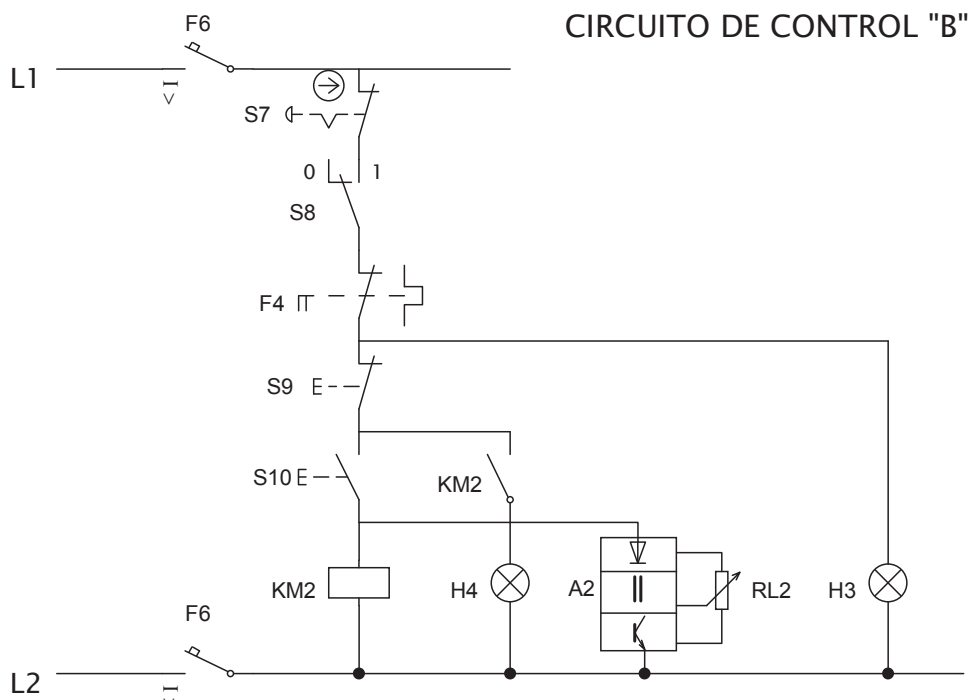 CIRCUITO DE CONTROL "B"
F6
L1
I >
S7
0 1
S8
F4
S9
S10
KM2
KM2
H4
A2
RL2
H3
F6
L2
I >